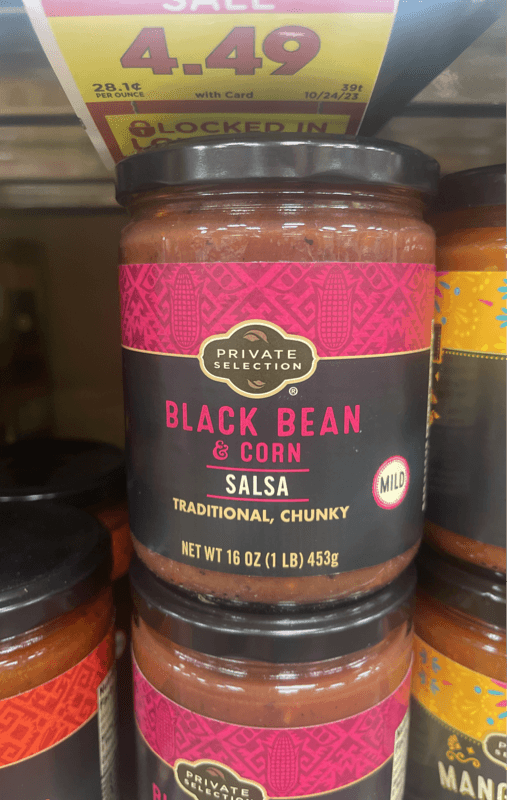 SALE
4.49
28.1¢
PER OUNCE
with Card
39t
10/24/23
LOCKED IN
PRIVATE
SELECTION
®
BLACK BEAN
& CORN
SALSA
MILD
TRADITIONAL, CHUNKY
NET WT 16 OZ (1 LB) 453g
PRIVATE
SELECTION